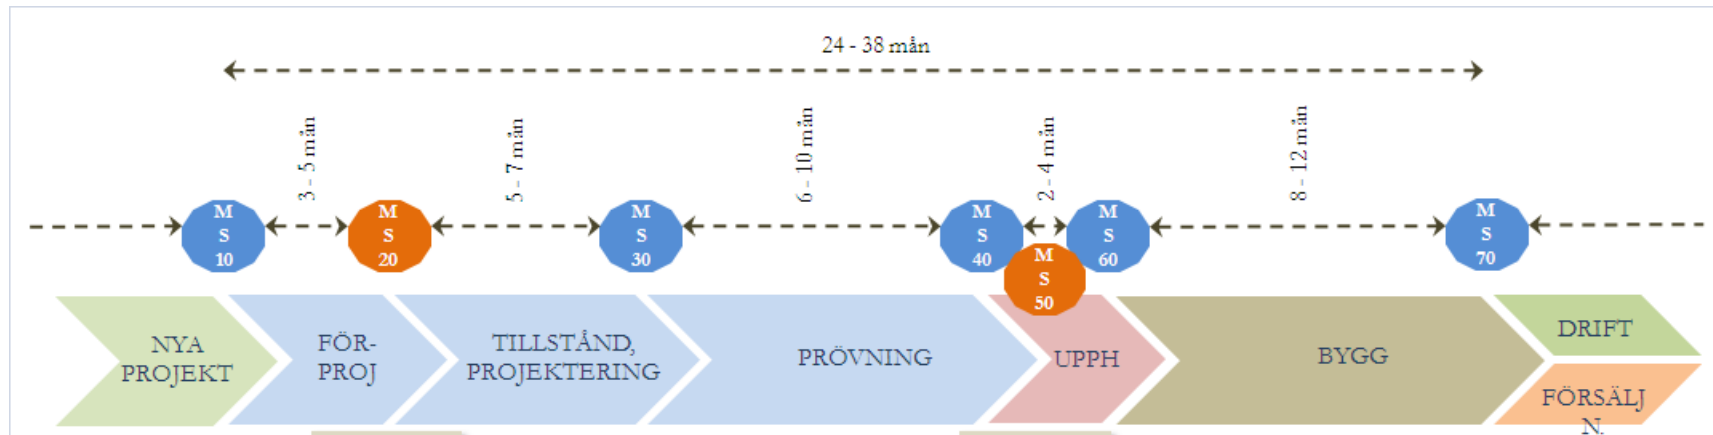 24 - 38 mån
3 - 5 mån
5 - 7 mån
6 - 10 mån
2 - 4 mån
8 - 12 mån
M
S
10
M
S
20
M
S
30
M
S
40
M
S
50
M
S
60
M
S
70
NYA
PROJEKT
FÖR-
PROJ
TILLSTÅND,
PROJEKTERING
PRÖVNING
UPPH
BYGG
DRIFT
FÖRSÄLJ
N.